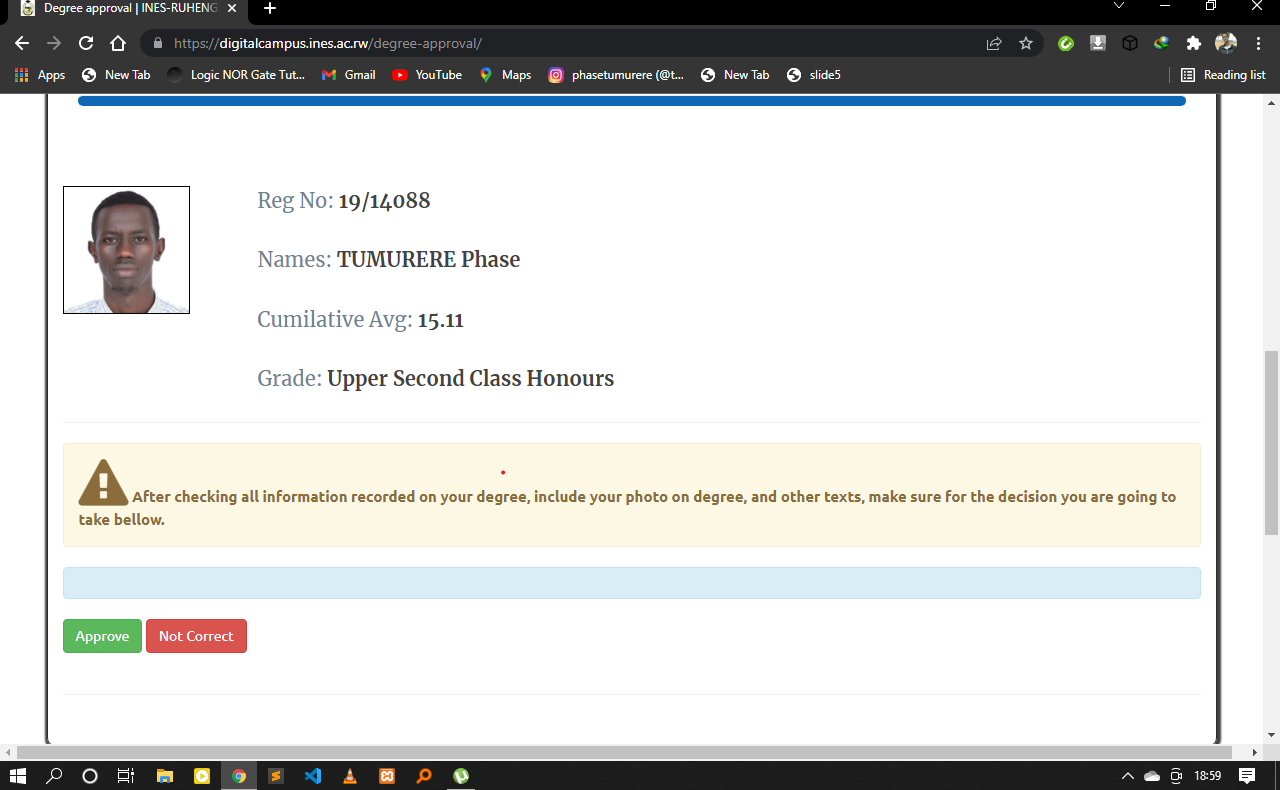 Degree approval | INES-RUHENG
https://digitalcampus.ines.ac.rw/degree-approval/
Apps New Tab Logic NOR Gate Tut... Gmail YouTube Maps phasetumurere (@t... New Tab slide5 Reading list
Reg No: 19/14088
Names: TUMURERE Phase
Cumilative Avg: 15.11
Grade: Upper Second Class Honours
After checking all information recorded on your degree, include your photo on degree, and other texts, make sure for the decision you are going to
take bellow.
Approve Not Correct
18:59